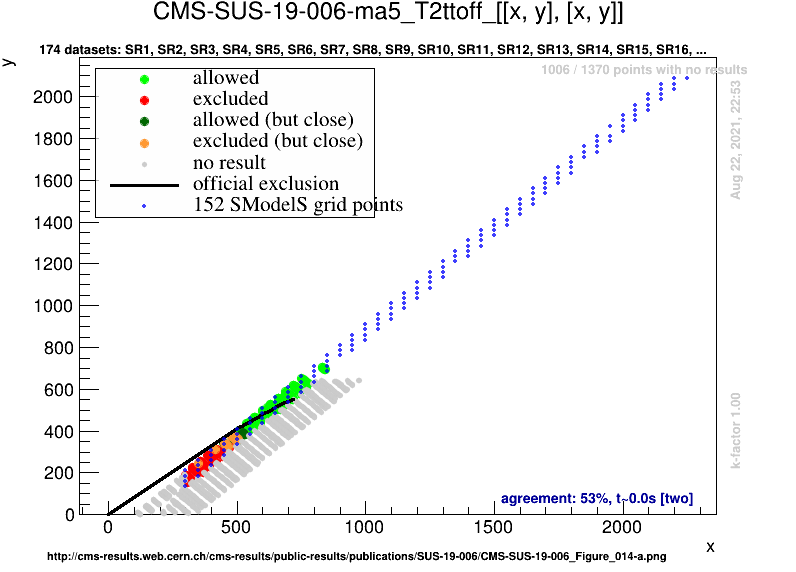 CMS-SUS-19-006-ma5_T2ttoff_[[x, y], [x, y]]
174 datasets: SR1, SR2, SR3, SR4, SR5, SR6, SR7, SR8, SR9, SR10, SR11, SR12, SR13, SR14, SR15, SR16, ...
y
1006 / 1370 points with no results
allowed
excluded
allowed (but close)
excluded (but close)
no result
official exclusion
152 SModelS grid points
Aug 22, 2021, 22:53
k-factor 1.00
2000
1800
1600
1400
1200
1000
800
600
400
200
0
agreement: 53%, t~0.0s [two]
0 500 1000 1500 2000
x
http://cms-results.web.cern.ch/cms-results/public-results/publications/SUS-19-006/CMS-SUS-19-006_Figure_014-a.png